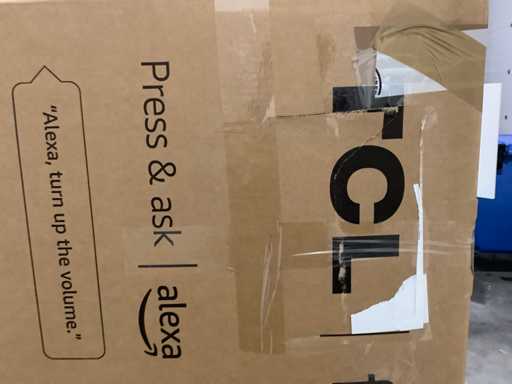 TCL
Press & ask | alexa
“Alexa, turn up the volume.”